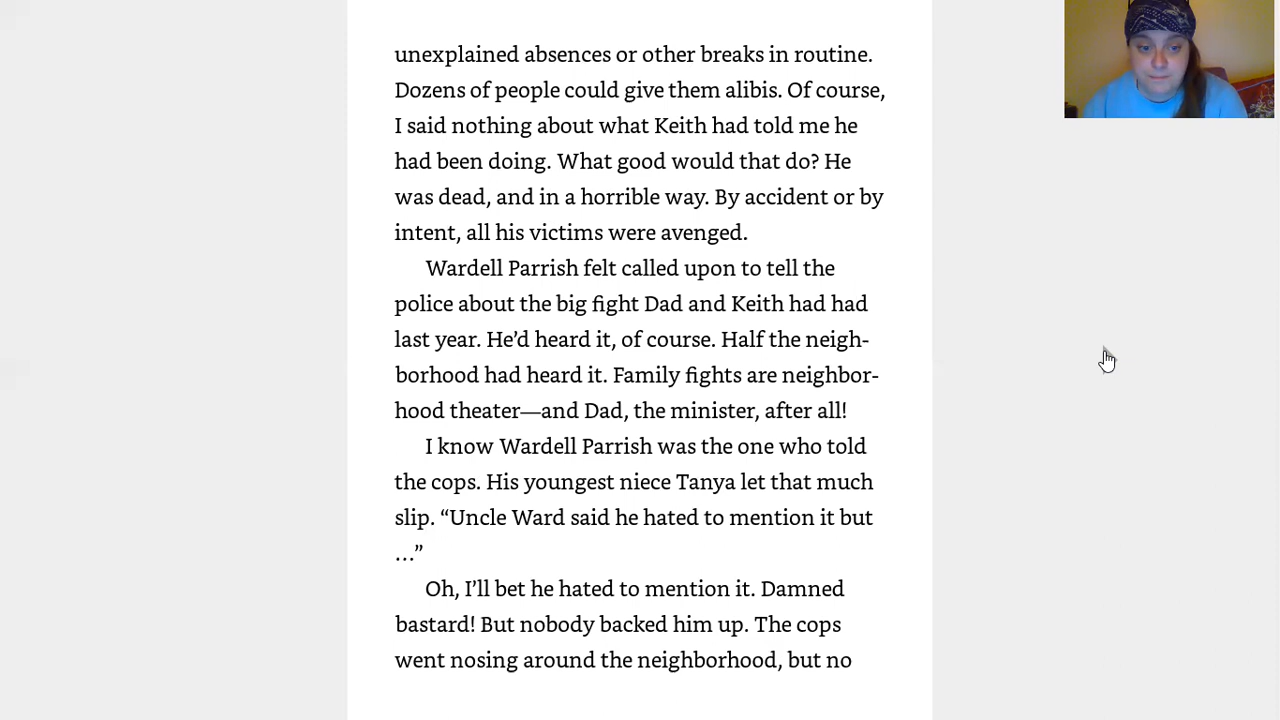 unexplained absences or other breaks in routine.
Dozens of people could give them alibis. Of course,
I said nothing about what Keith had told me he
had been doing. What good would that do? He
was dead, and in a horrible way. By accident or by
intent, all his victims were avenged.
Wardell Parrish felt called upon to tell the
police about the big fight Dad and Keith had had
last year. He’d heard it, of course. Half the neigh-
borhood had heard it. Family fights are neighbor-
hood theater—and Dad, the minister, after all!
I know Wardell Parrish was the one who told
the cops. His youngest niece Tanya let that much
slip. “Uncle Ward said he hated to mention it but
…”
Oh, I’ll bet he hated to mention it. Damned
bastard! But nobody backed him up. The cops
went nosing around the neighborhood, but no